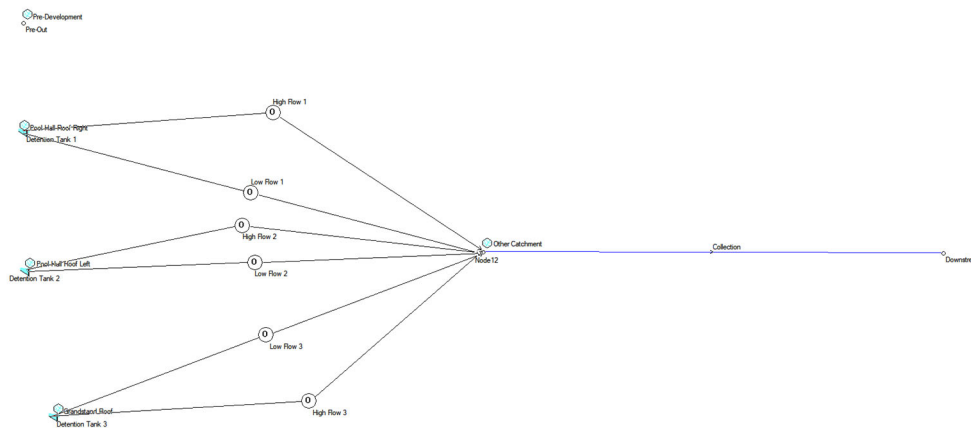 Pre-Development
Pre-Out
High Flow 1
Pool Hall Roof Right
Detention Tank 1
Low Flow 1
High Flow 2
Other Catchment
Collection
Node12
Downstre
Pool Hall Roof Left
Low Flow 2
Detention Tank 2
Low Flow 3
Grandstand Roof
High Flow 3
Detention Tank 3